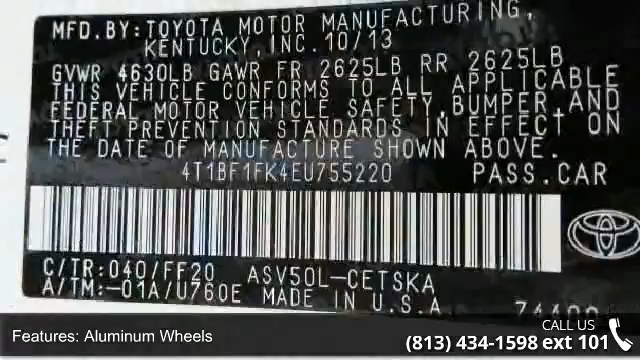 MFD.BY:TOYOTA MOTOR MANUFACTURING,
KENTUCKY,INC.10/13
GVWR 4630LB GAWR FR 2625LB RR 2625LB
THIS VEHICLE CONFORMS TO ALL APPLICABLE
FEDERAL MOTOR VEHICLE SAFETY,BUMPER,AND
THEFT PREVENTION STANDARDS IN EFFECT ON
THE DATE OF MANUFACTURE SHOWN ABOVE.
4T1BF1FK4EU755220 PASS.CAR
C/TR:040/FF20 ASV50L-CETSKA
A/TM:-01A/U760E MADE IN U.S.A
Features: Aluminum Wheels
CALL US
(813) 434-1598 ext 101